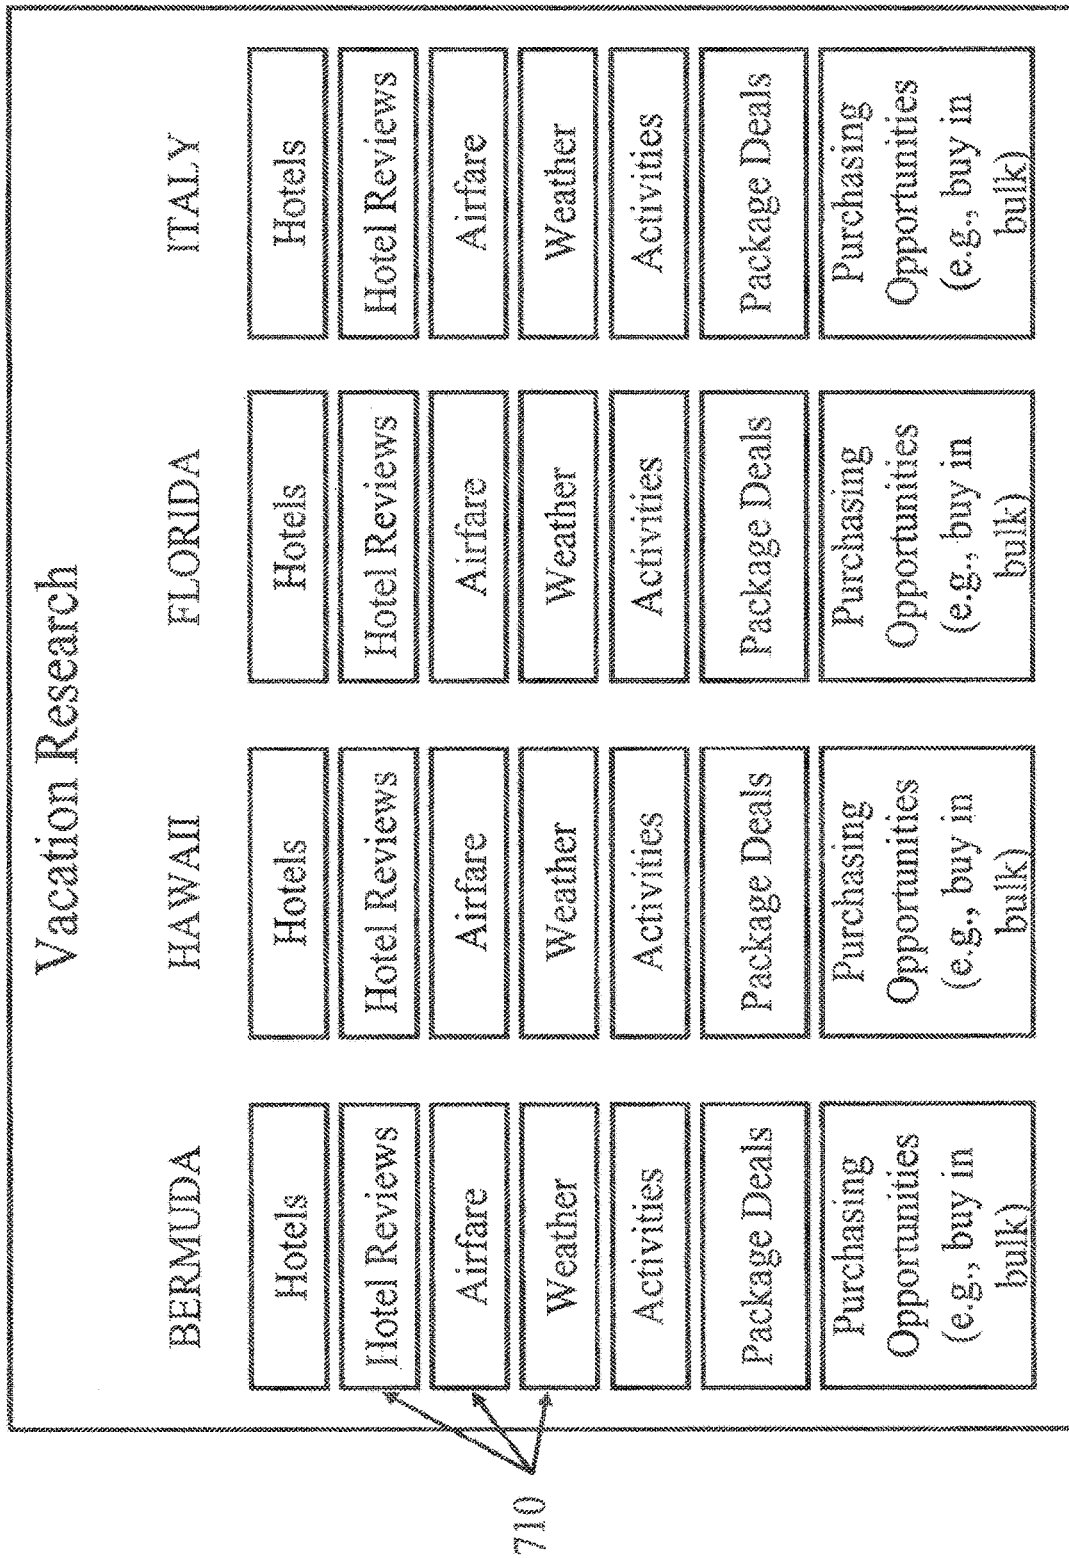 Vacation Research
BERMUDA
Hotels
Hotel Reviews
Airfare
Weather
Activities
Package Deals
Purchasing
Opportunities
(e.g., buy in
bulk)
HAWAII
Hotels
Hotel Reviews
Airfare
Weather
Activities
Package Deals
Purchasing
Opportunities
(e.g., buy in
bulk)
FLORIDA
Hotels
Hotel Reviews
Airfare
Weather
Activities
Package Deals
Purchasing
Opportunities
(e.g., buy in
bulk)
ITALY
Hotels
Hotel Reviews
Airfare
Weather
Activities
Package Deals
Purchasing
Opportunities
(e.g., buy in
bulk)
710